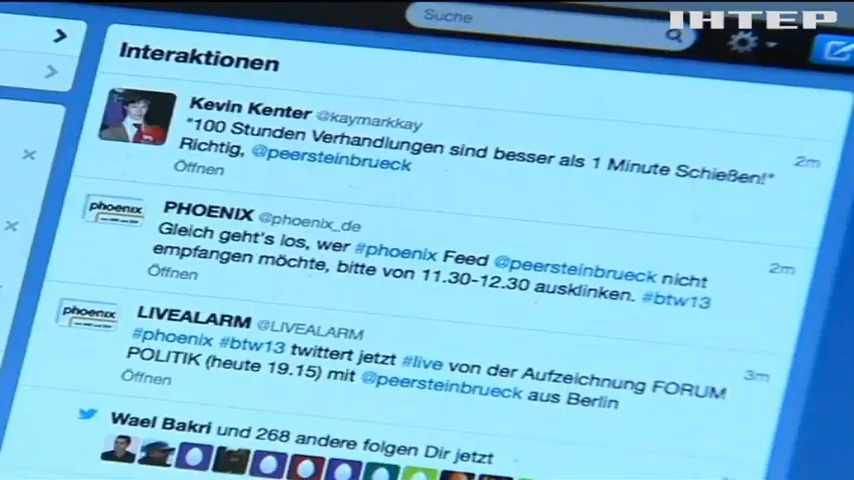 Suche
ІНТЕР
Interaktionen
Kevin Kenter @kaymarkkay
2m
"100 Stunden Verhandlungen sind besser als 1 Minute Schießen!"
Richtig, @peersteinbrueck
Öffnen
phoenix
PHOENIX @phoenix_de
2m
Gleich geht's los, wer #phoenix Feed @peersteinbrueck nicht
empfangen möchte, bitte von 11.30-12.30 ausklinken. #btw13
Öffnen
phoenix
LIVEALARM @LIVEALARM
3m
#phoenix #btw13 twittert jetzt #live von der Aufzeichnung FORUM
POLITIK (heute 19.15) mit @peersteinbrueck aus Berlin
Öffnen
Wael Bakri und 268 andere folgen Dir jetzt